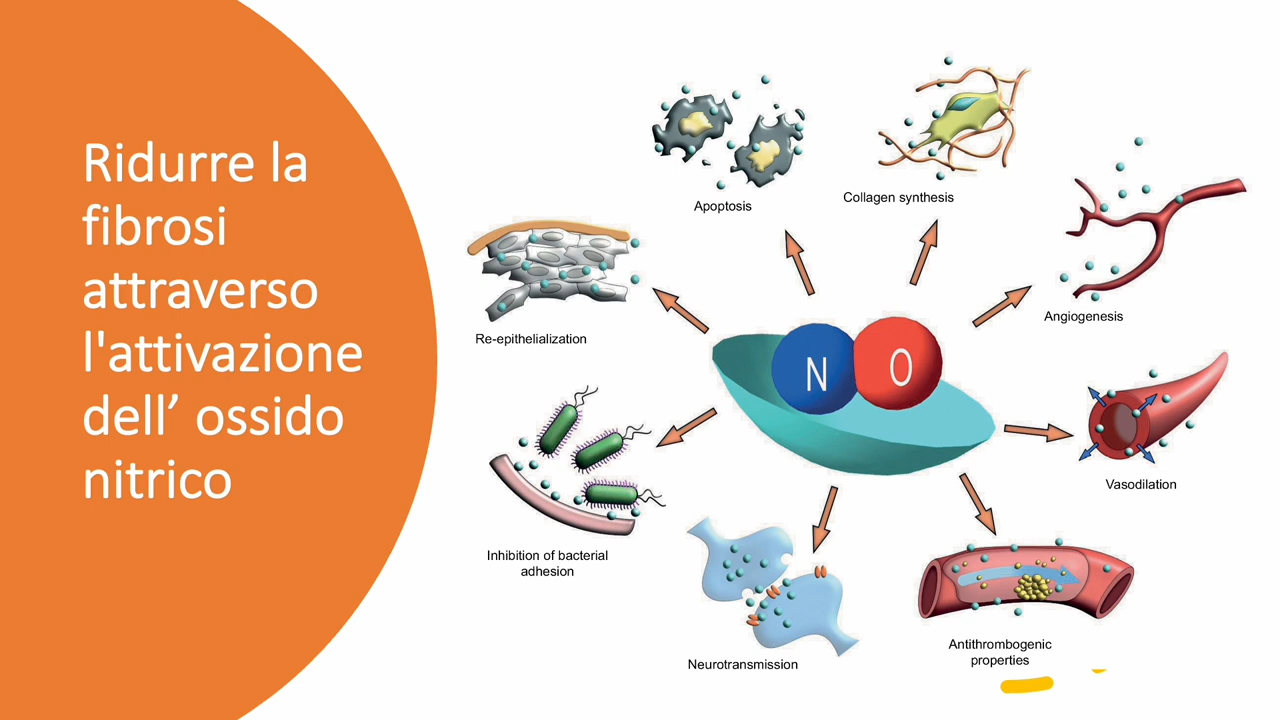 Ridurre la
fibrosi
attraverso
l'attivazione
dell’ ossido
nitrico
Apoptosis
Collagen synthesis
Re-epithelialization
Angiogenesis
N O
Vasodilation
Inhibition of bacterial
adhesion
Neurotransmission
Antithrombogenic
properties